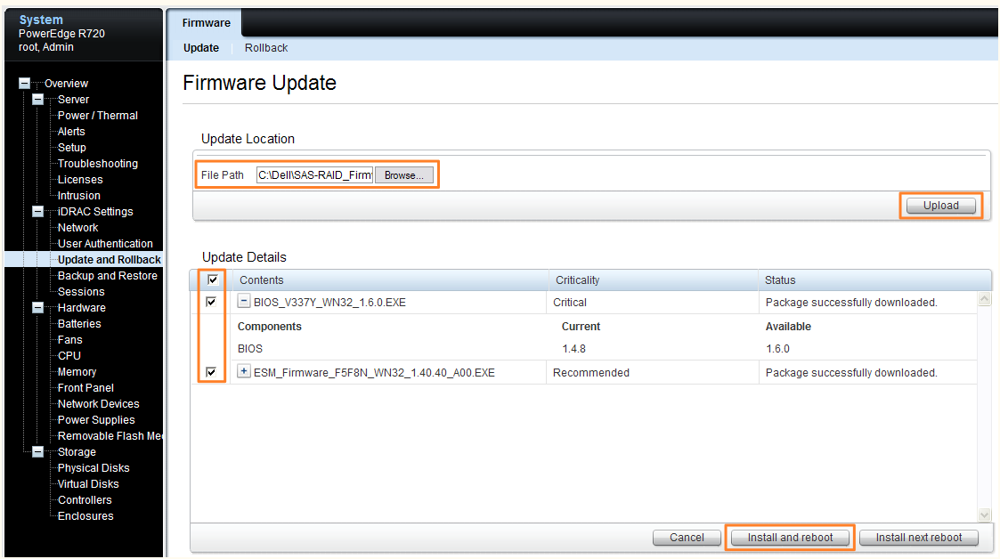 System
PowerEdge R720
root, Admin
Overview
Server
Power / Thermal
Alerts
Setup
Troubleshooting
Licenses
Intrusion
iDRAC Settings
Network
User Authentication
Update and Rollback
Backup and Restore
Sessions
Hardware
Batteries
Fans
CPU
Memory
Front Panel
Network Devices
Power Supplies
Removable Flash Me
Storage
Physical Disks
Virtual Disks
Controllers
Enclosures
Firmware
Update Rollback
Firmware Update
Update Location
File Path C:\Dell\SAS-RAID_Firm Browse...
Upload
Update Details
Contents Criticality Status
BIOS_V337Y_WN32_1.6.0.EXE Critical Package successfully downloaded.
Components Current Available
BIOS 1.4.8 1.6.0
ESM_Firmware_F5F8N_WN32_1.40.40_A00.EXE Recommended Package successfully downloaded.
Cancel Install and reboot Install next reboot